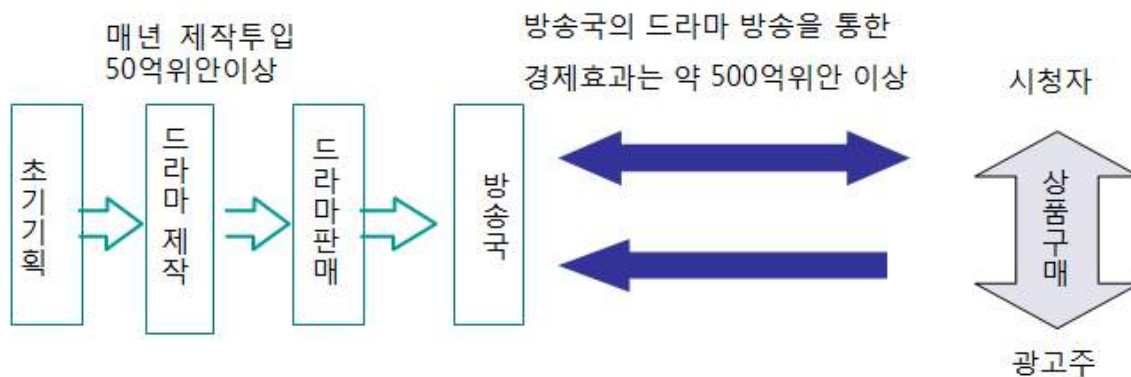 매년 제작투입
50억위안이상
방송국의 드라마 방송을 통한
경제효과는 약 500억위안 이상
시청자
초기기획
드라마 제작
드라마판매
방송국
상품구매
광고주